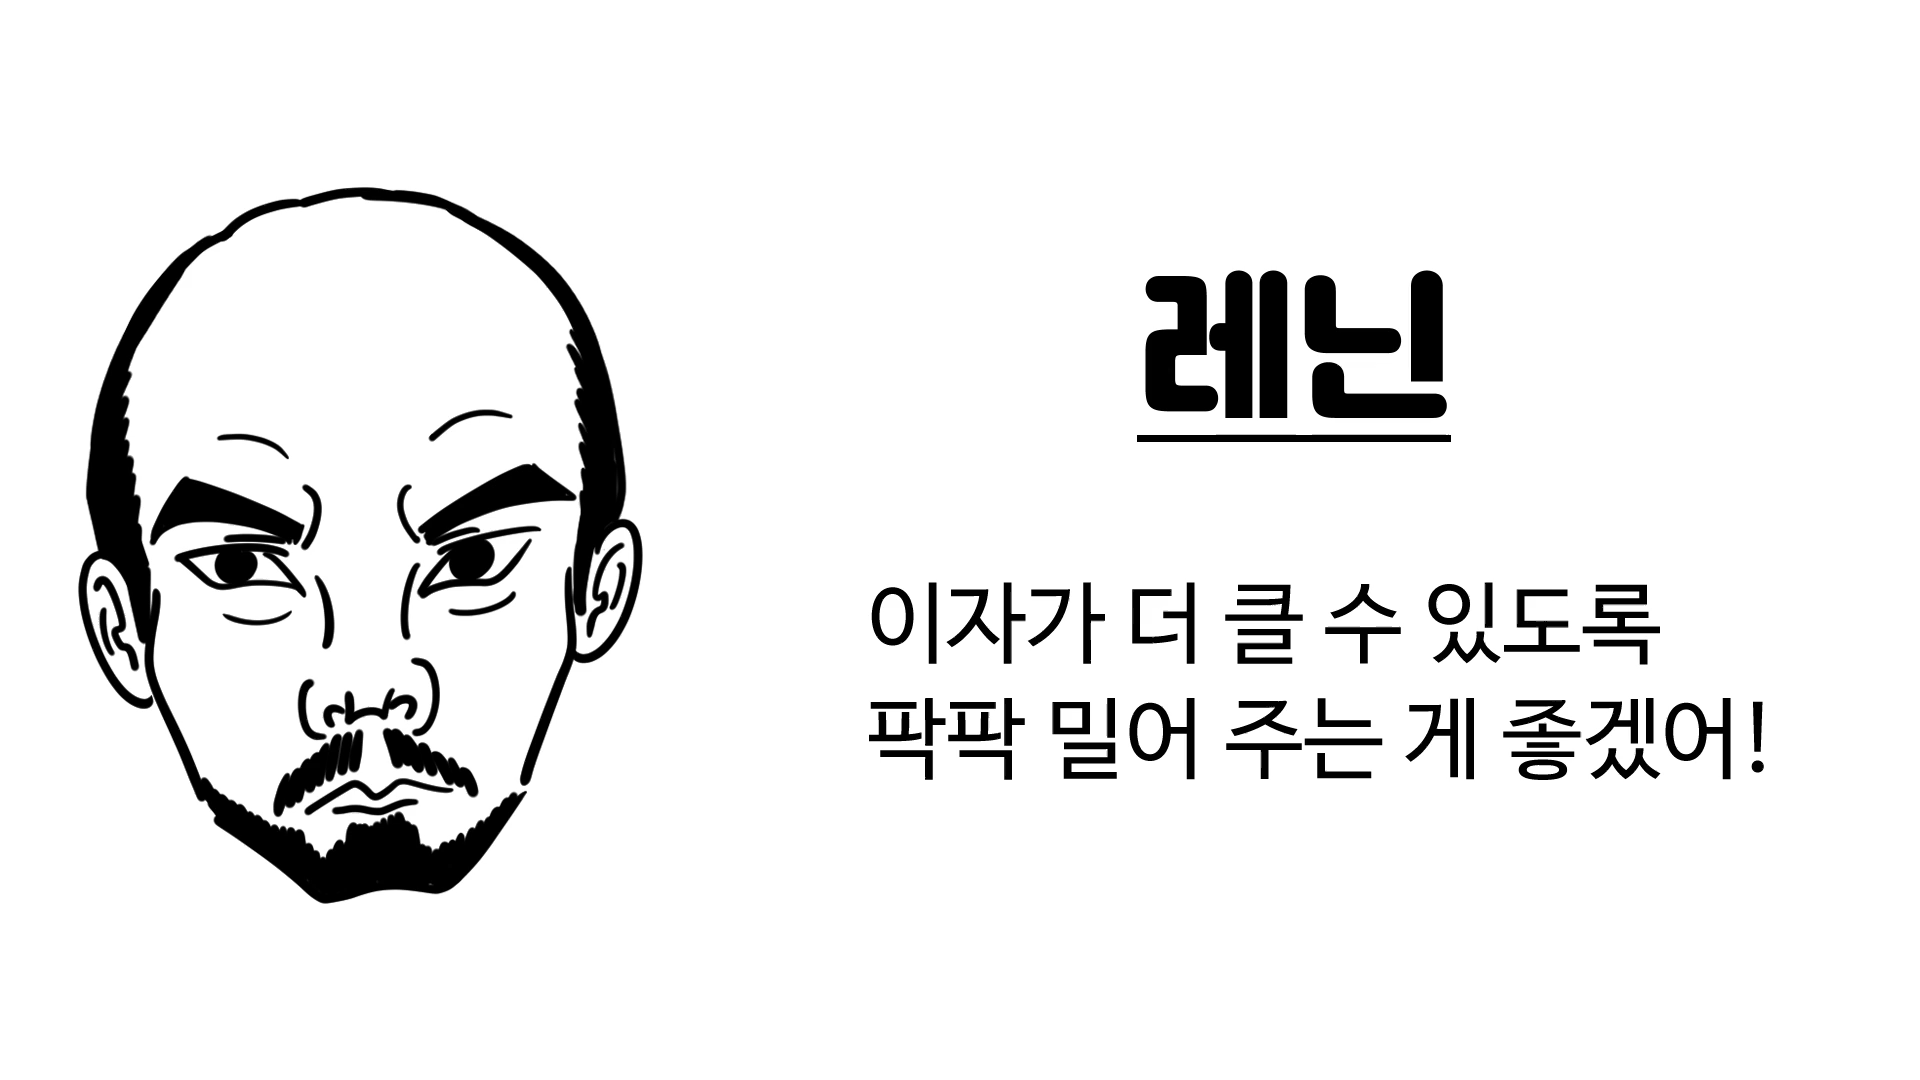 레닌
이자가 더 클 수 있도록
팍팍 밀어 주는 게 좋겠어!